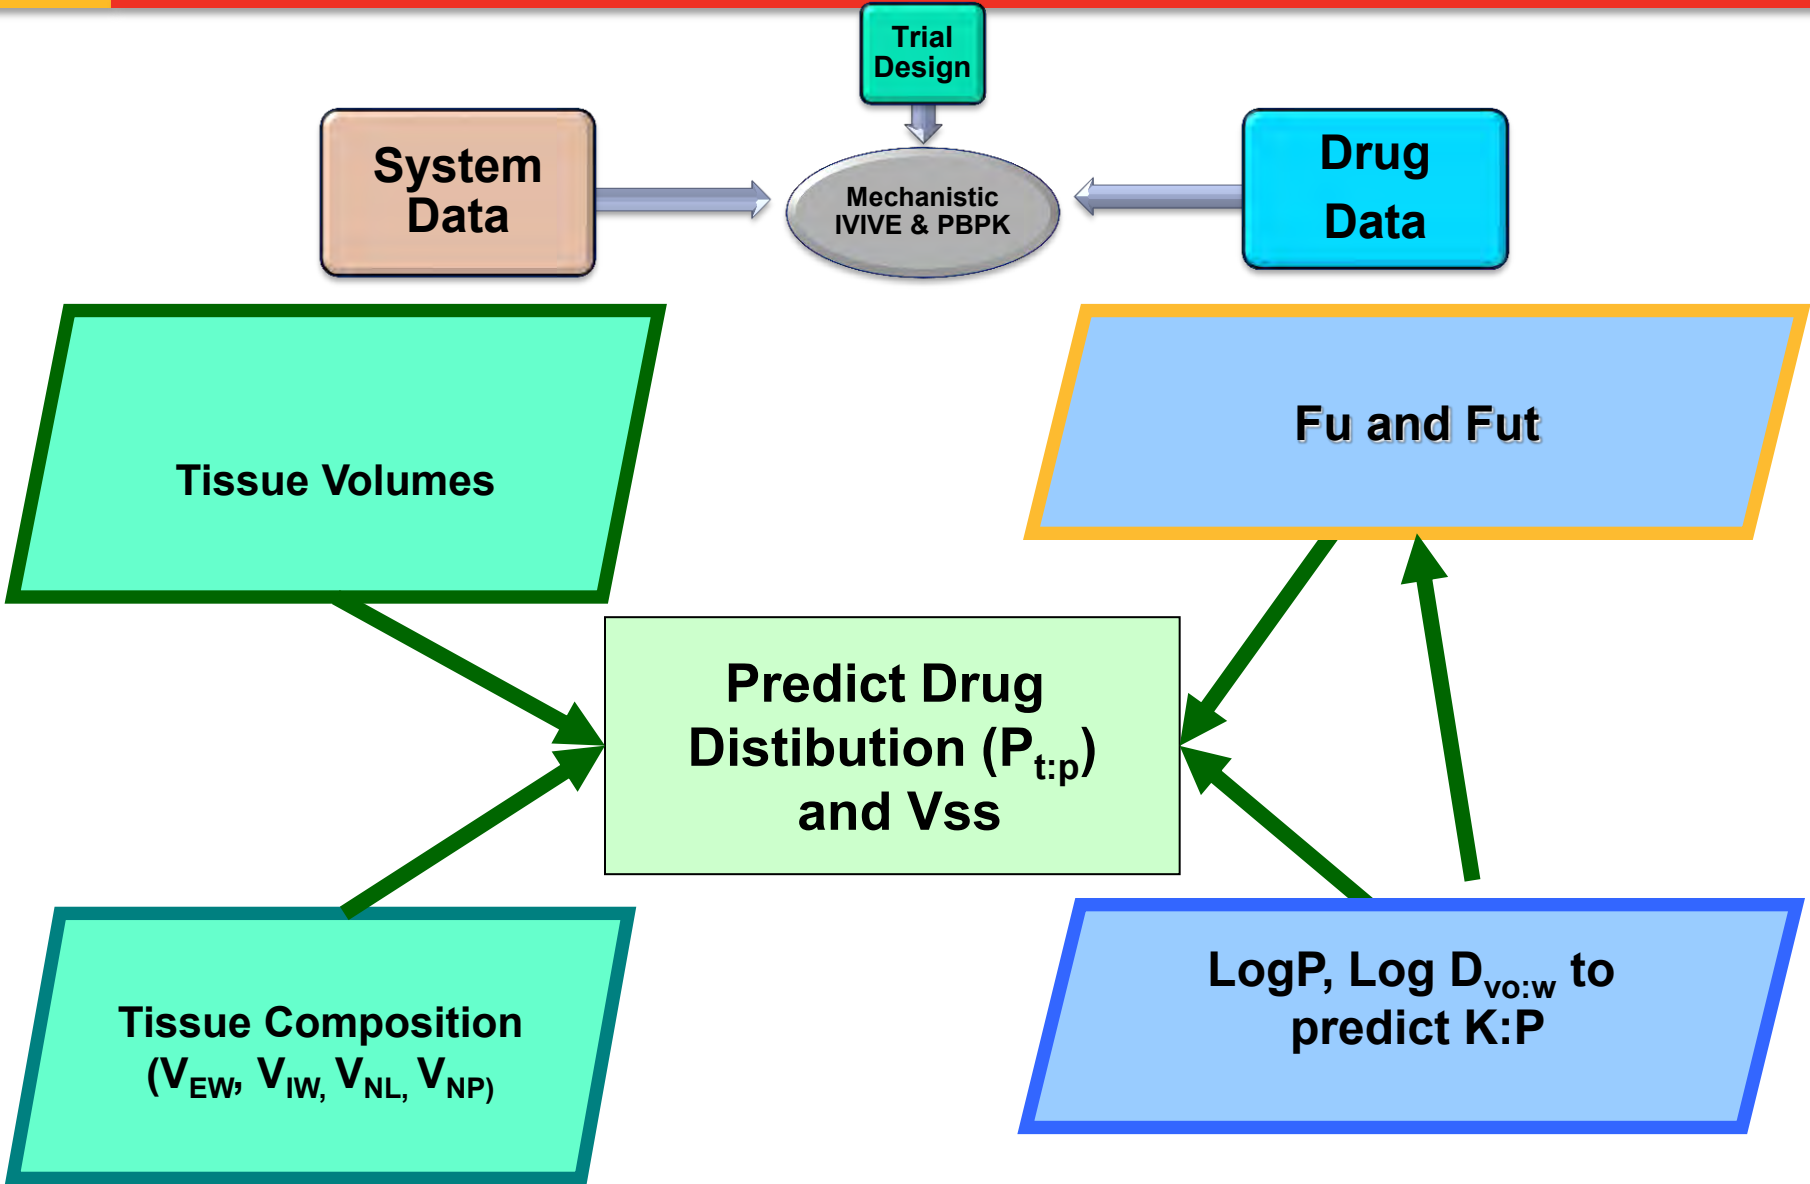 Trial
Design
System
Data
Mechanistic
IVIVE & PBPK
Drug
Data
Tissue Volumes
Fu and Fut
Predict Drug
Distibution (Pt:p)
and Vss
Tissue Composition
(VEW, VIW, VNL, VNP)
LogP, Log Dvo:w to
predict K:P